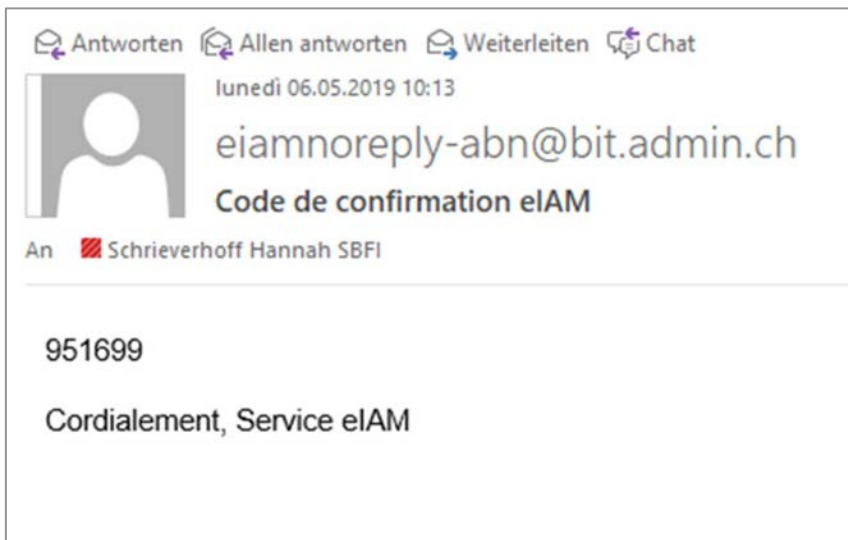 Antworten Allen antworten Weiterleiten Chat
lunedì 06.05.2019 10:13
eiamnoreply-abn@bit.admin.ch
Code de confirmation eIAM
An Schrieverhoff Hannah SBFI
951699
Cordialement, Service eIAM